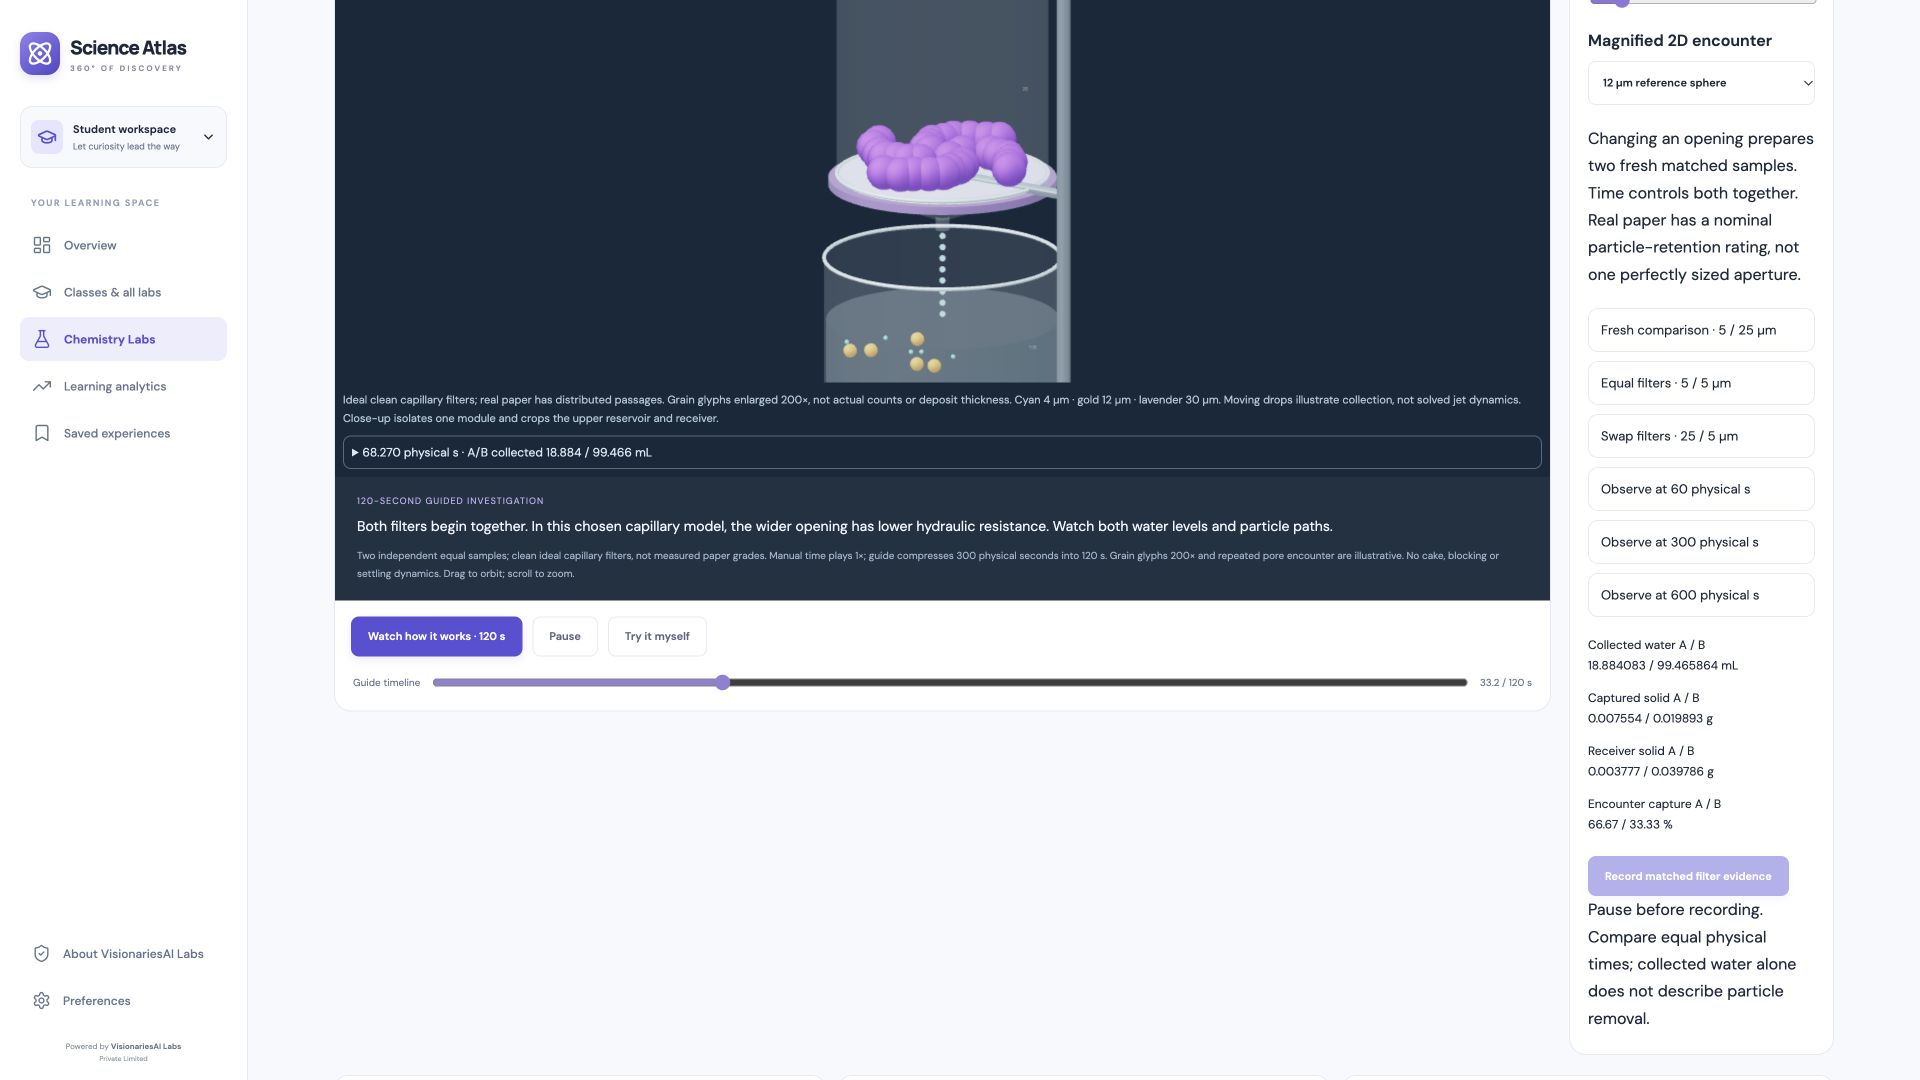 Science Atlas
360° OF DISCOVERY
Student workspace
Let curiosity lead the way
YOUR LEARNING SPACE
Overview
Classes & all labs
Chemistry Labs
Learning analytics
Saved experiences
About VisionariesAI Labs
Preferences
Powered by VisionariesAI Labs
Private Limited
Ideal clean capillary filters; real paper has distributed passages. Grain glyphs enlarged 200×, not actual counts or deposit thickness. Cyan 4 μm · gold 12 μm · lavender 30 μm. Moving drops illustrate collection, not solved jet dynamics.
Close-up isolates one module and crops the upper reservoir and receiver.
68.270 physical s · A/B collected 18.884 / 99.466 mL
120-SECOND GUIDED INVESTIGATION
Both filters begin together. In this chosen capillary model, the wider opening has lower hydraulic resistance. Watch both water levels and particle paths.
Two independent equal samples; clean ideal capillary filters, not measured paper grades. Manual time plays 1×; guide compresses 300 physical seconds into 120 s. Grain glyphs 200× and repeated pore encounter are illustrative. No cake, blocking or
settling dynamics. Drag to orbit; scroll to zoom.
Watch how it works · 120 s
Pause
Try it myself
Guide timeline
33.2 / 120 s
Magnified 2D encounter
12 μm reference sphere
Changing an opening prepares
two fresh matched samples.
Time controls both together.
Real paper has a nominal
particle-retention rating, not
one perfectly sized aperture.
Fresh comparison · 5 / 25 μm
Equal filters · 5 / 5 μm
Swap filters · 25 / 5 μm
Observe at 60 physical s
Observe at 300 physical s
Observe at 600 physical s
Collected water A / B
18.884083 / 99.465864 mL
Captured solid A / B
0.007554 / 0.019893 g
Receiver solid A / B
0.003777 / 0.039786 g
Encounter capture A / B
66.67 / 33.33 %
Record matched filter evidence
Pause before recording.
Compare equal physical
times; collected water alone
does not describe particle
removal.